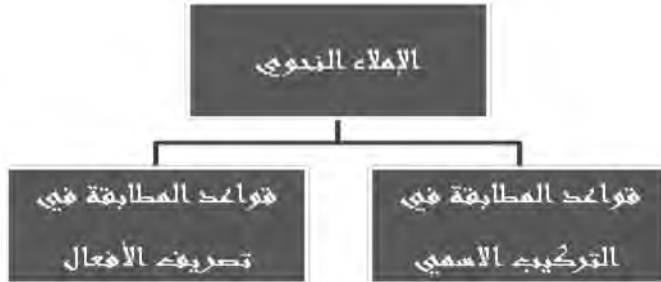 الإملاء النحوي
قواعد المطابقة في
التركيب الاسمي
قواعد المطابقة في
تصريف الأفعال